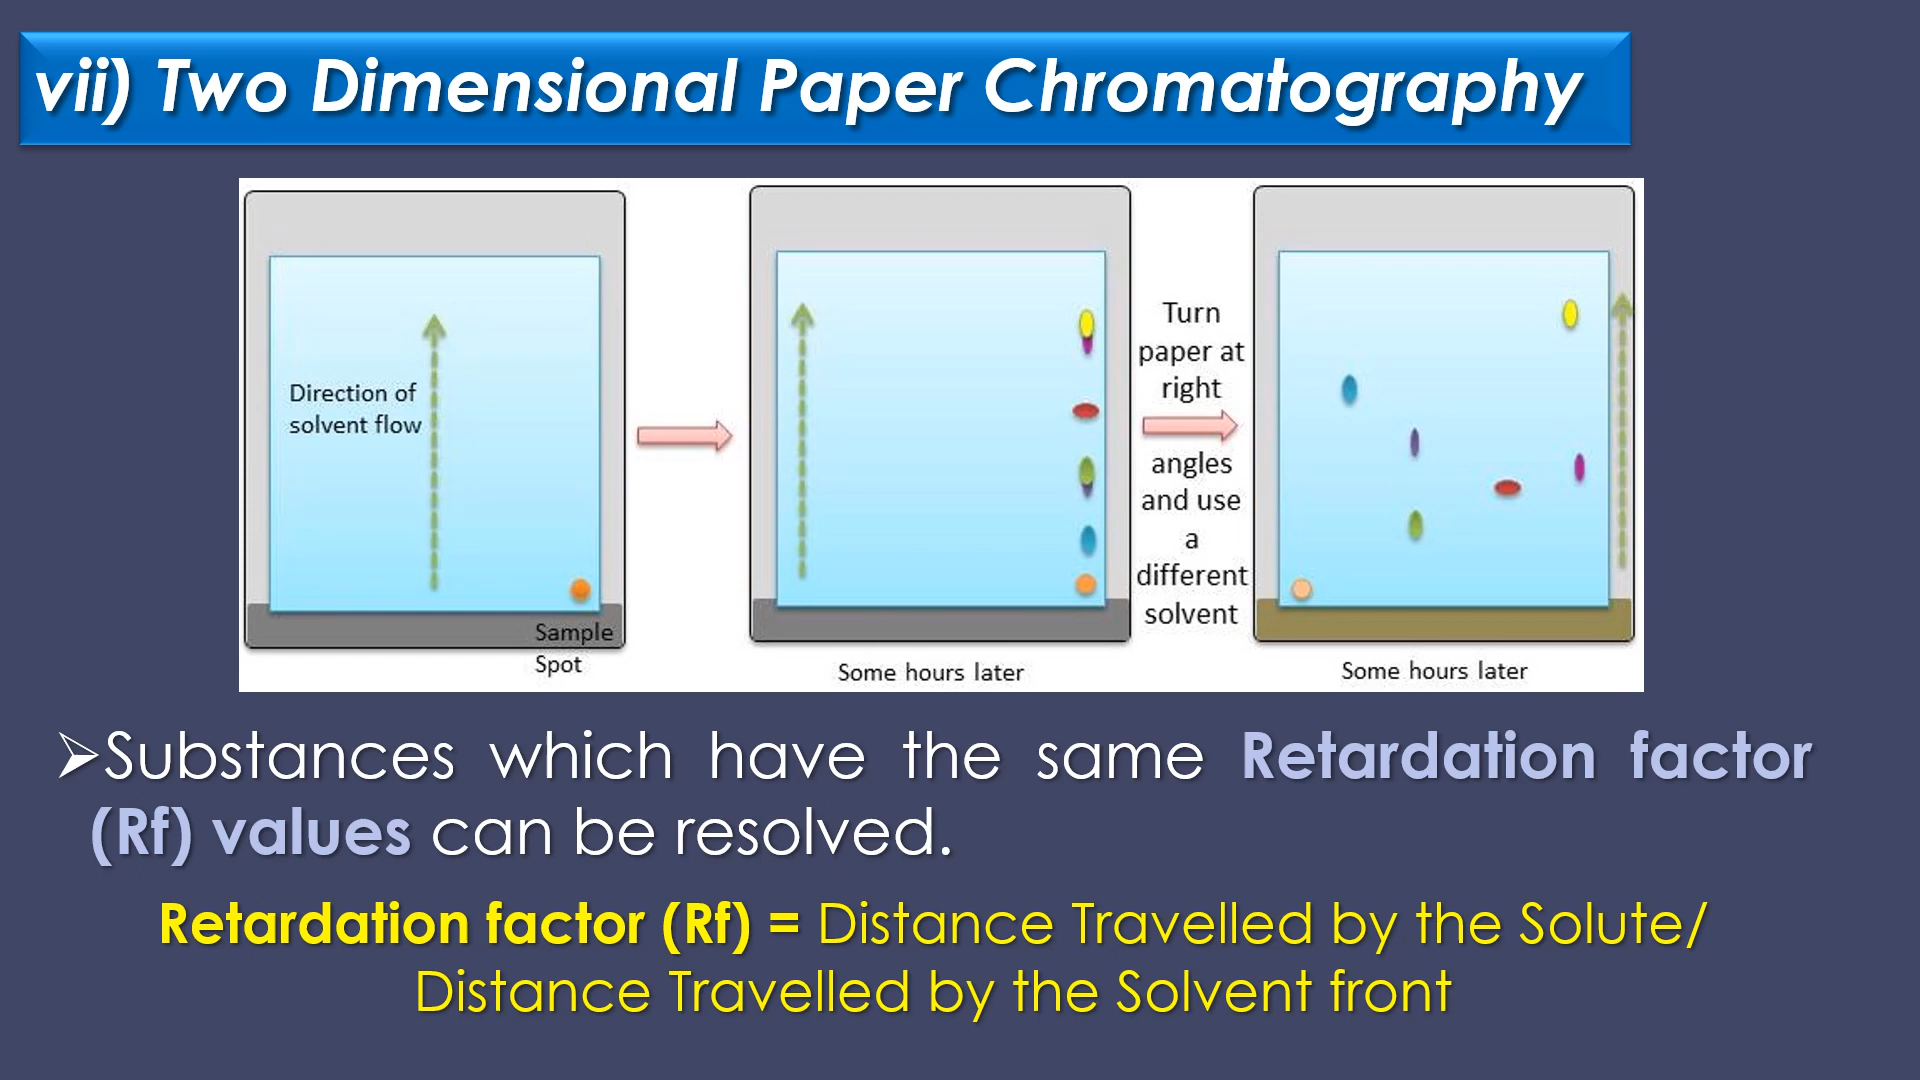 vii) Two Dimensional Paper Chromatography
Direction of
solvent flow
Sample
Spot
Some hours later
Turn
paper at
right
angles
and use
a
different
solvent
Some hours later
➢Substances which have the same Retardation factor
(Rf) values can be resolved.
Retardation factor (Rf) = Distance Travelled by the Solute/
Distance Travelled by the Solvent front